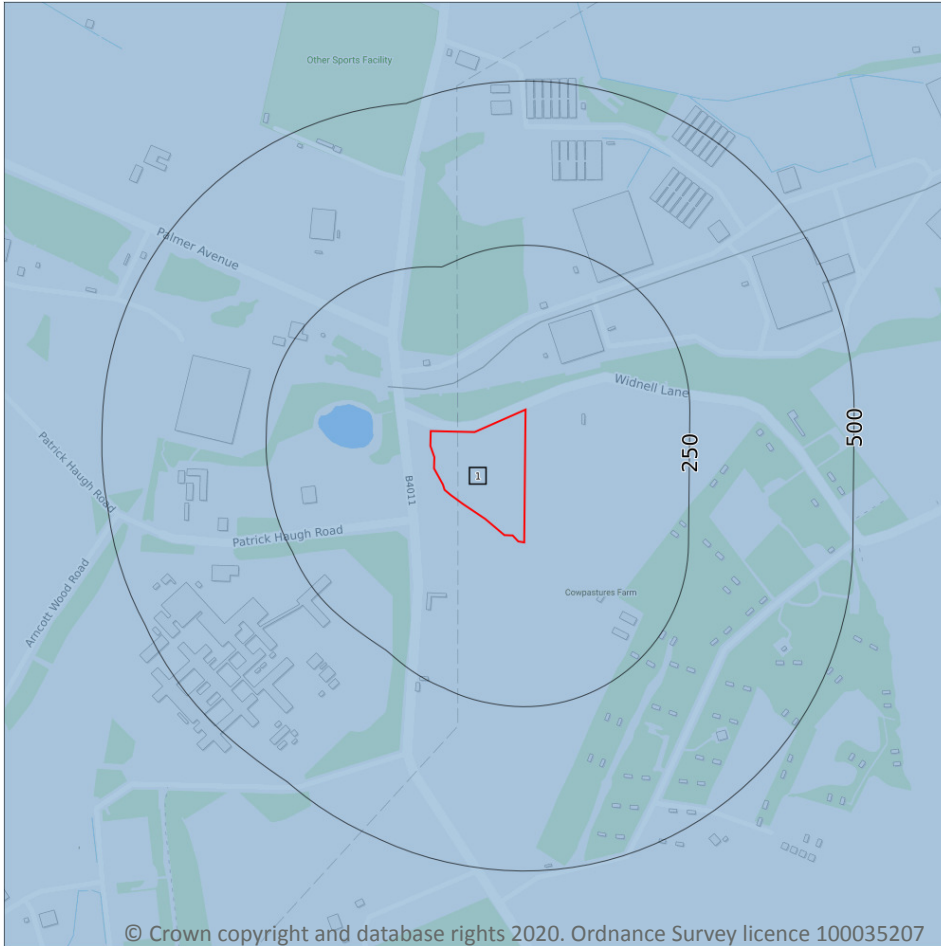 Other Sports Facility
Palmer Avenue
Widnell Lane
500
250
Patrick Haugh Road
B4011
1
Patrick Haugh Road
Arncott Wood Road
Cowpastures Farm
© Crown copyright and database rights 2020. Ordnance Survey licence 100035207